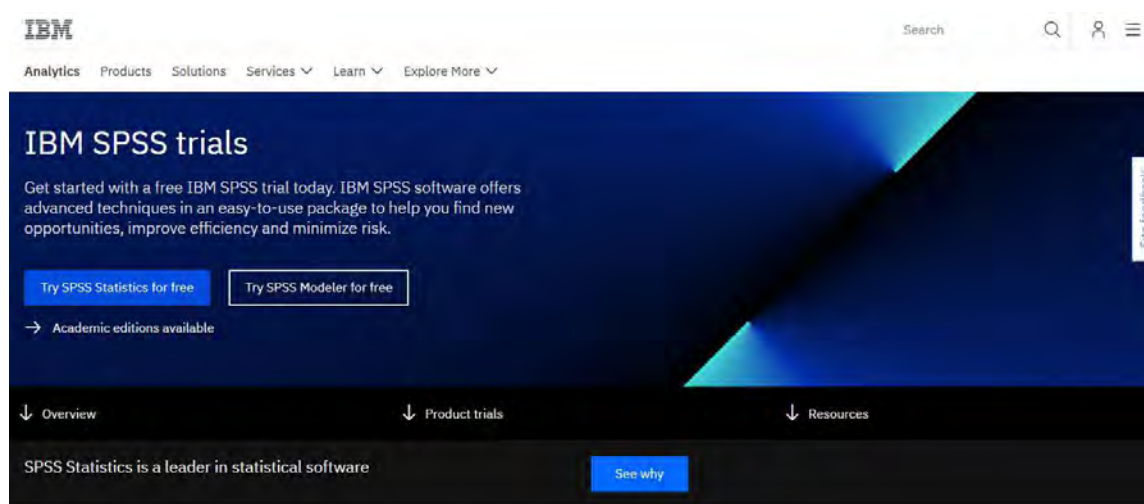 IBM
Search
Analytics Products Solutions Services Learn Explore More
IBM SPSS trials
Get started with a free IBM SPSS trial today. IBM SPSS software offers
advanced techniques in an easy-to-use package to help you find new
opportunities, improve efficiency and minimize risk.
Try SPSS Statistics for free Try SPSS Modeler for free
→ Academic editions available
↓ Overview ↓ Product trials ↓ Resources
SPSS Statistics is a leader in statistical software See why